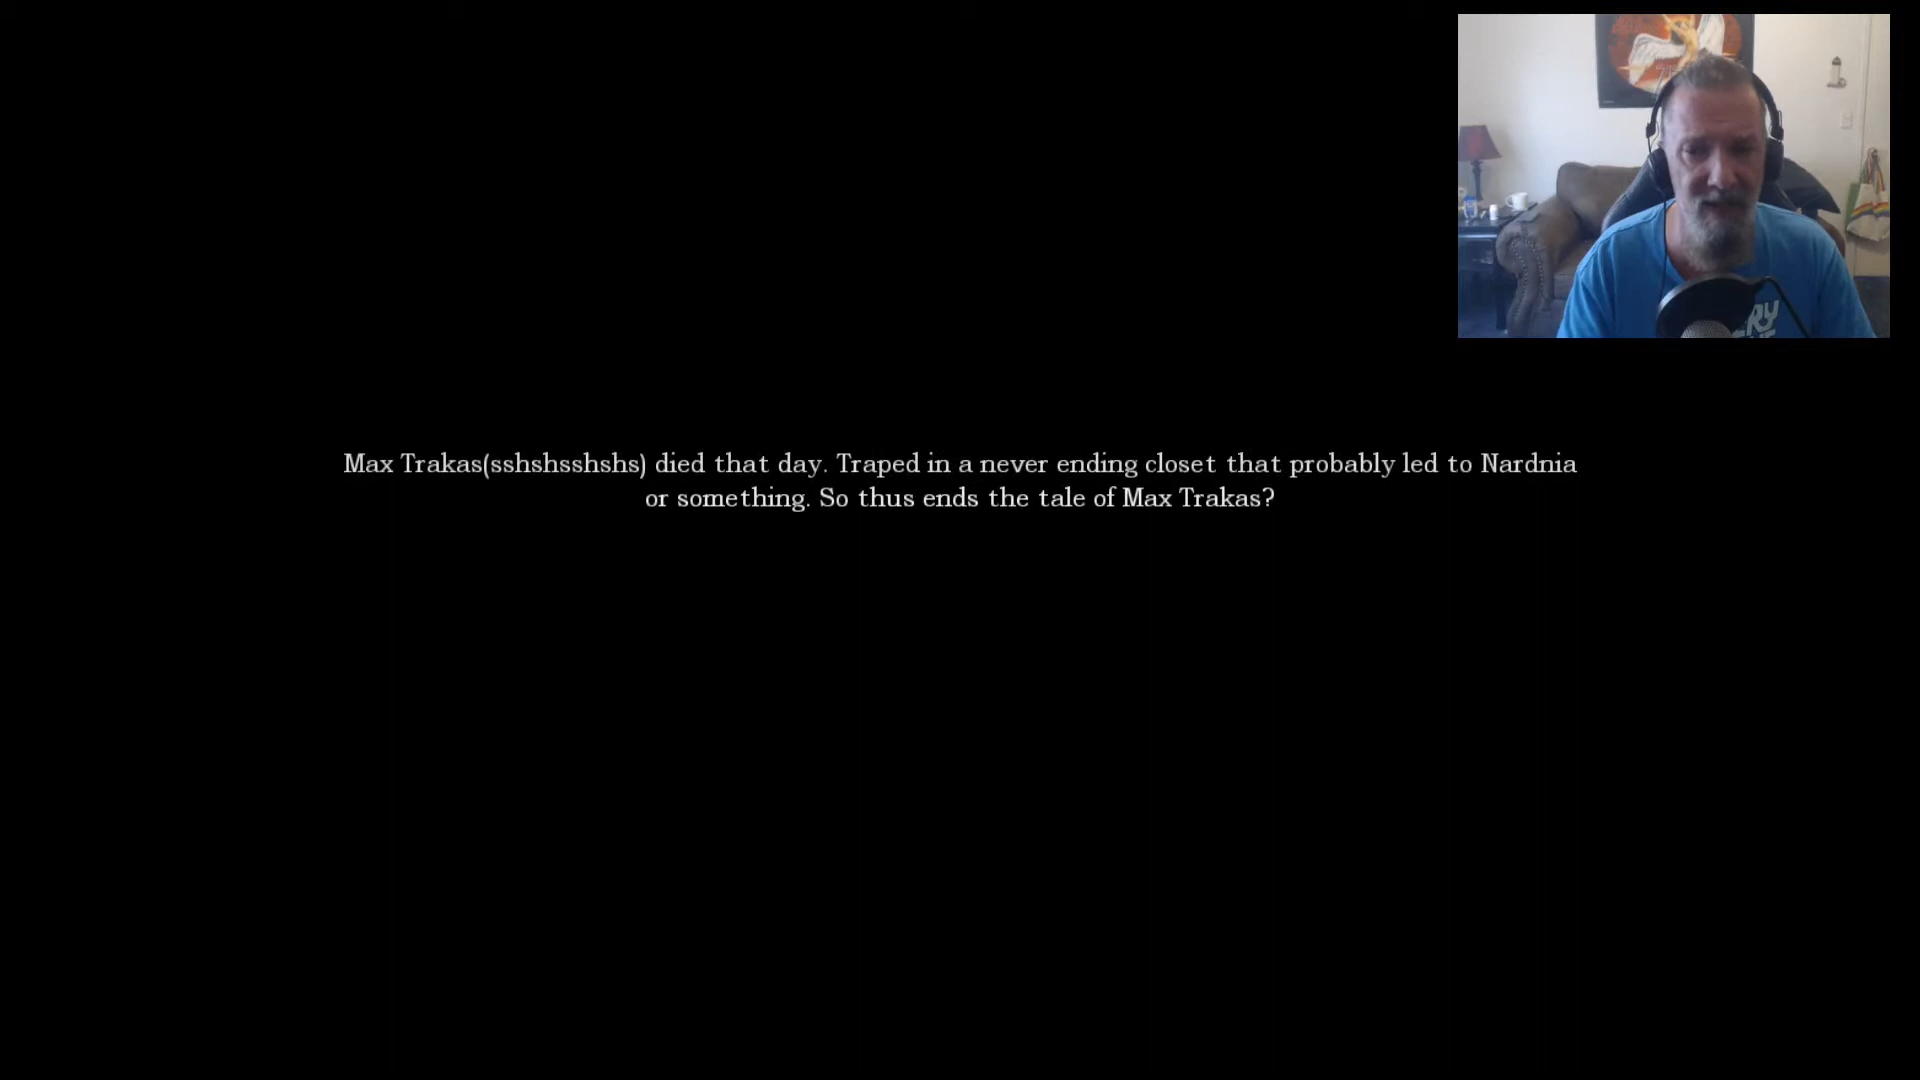 Max Trakas(sshshsshshs) died that day. Traped in a never ending closet that probably led to Nardnia
or something. So thus ends the tale of Max Trakas?